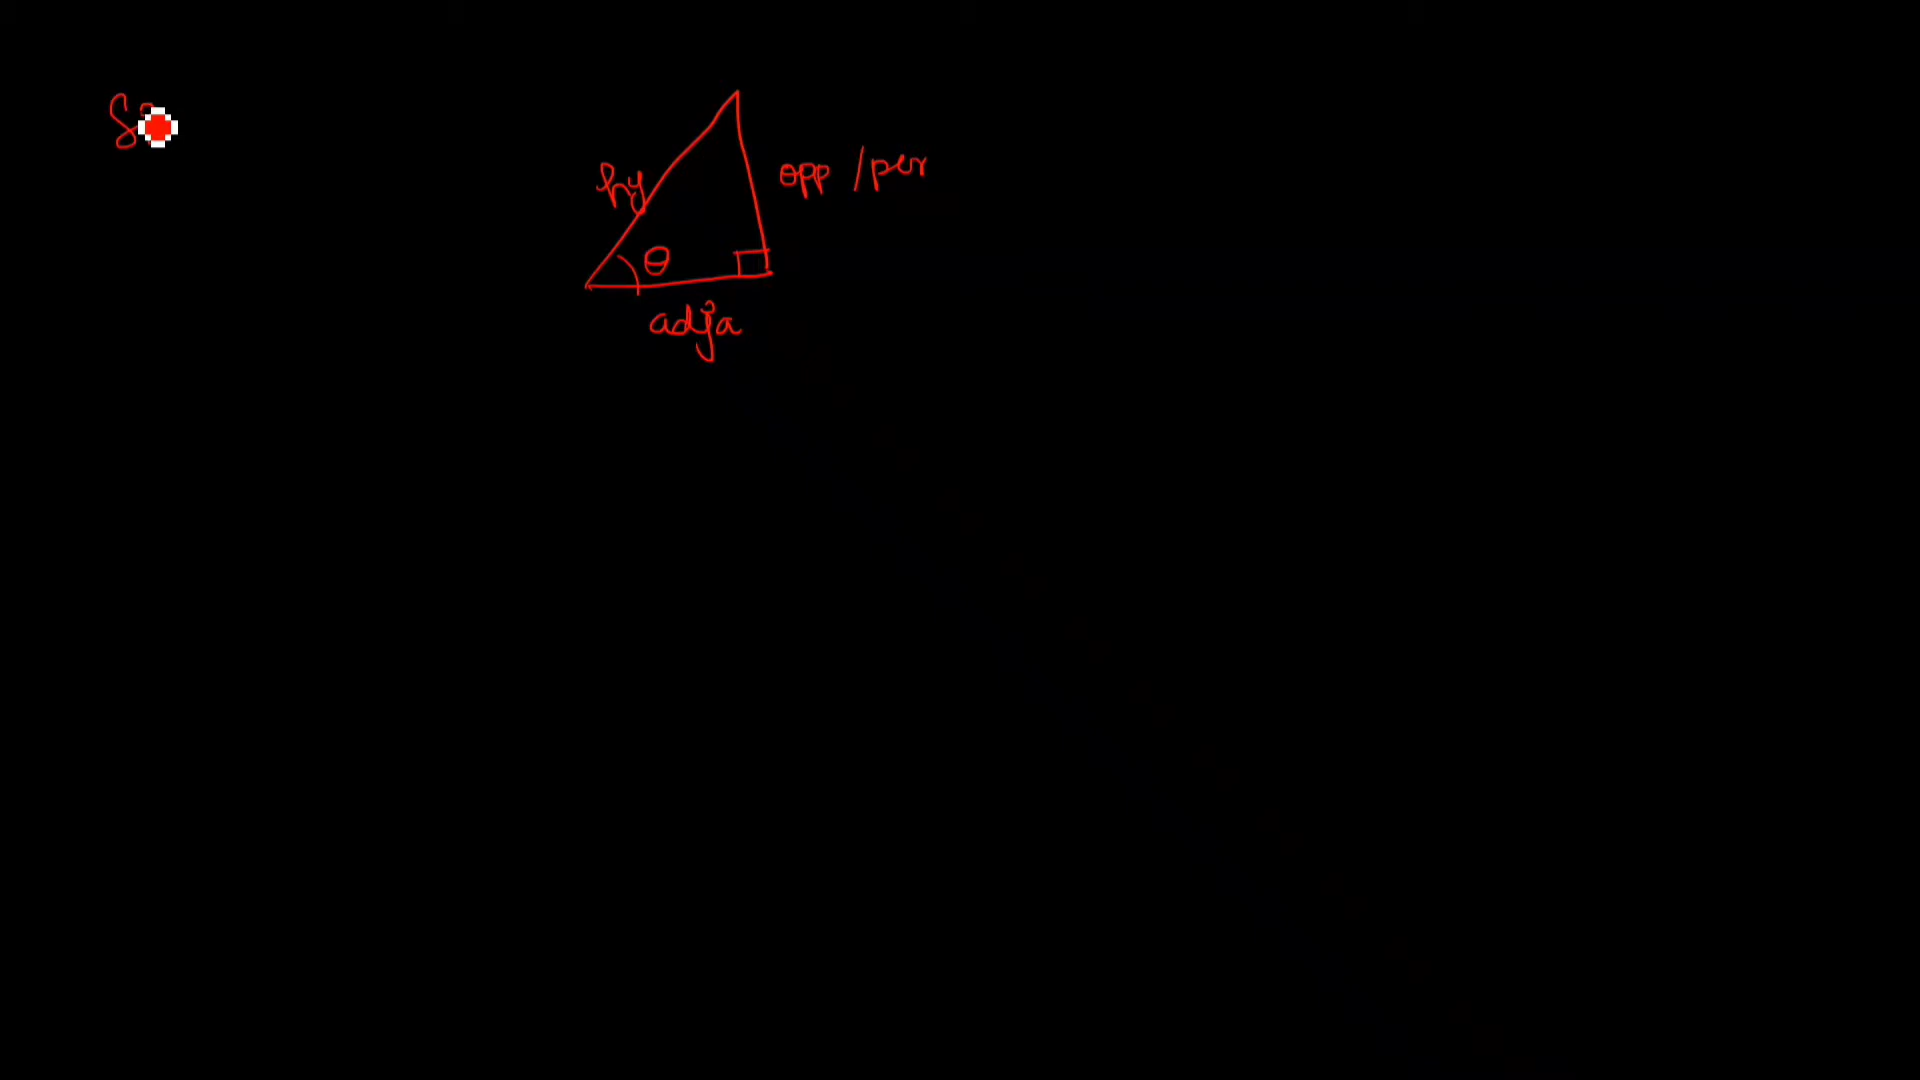 S
hy
opp /per
θ
adja